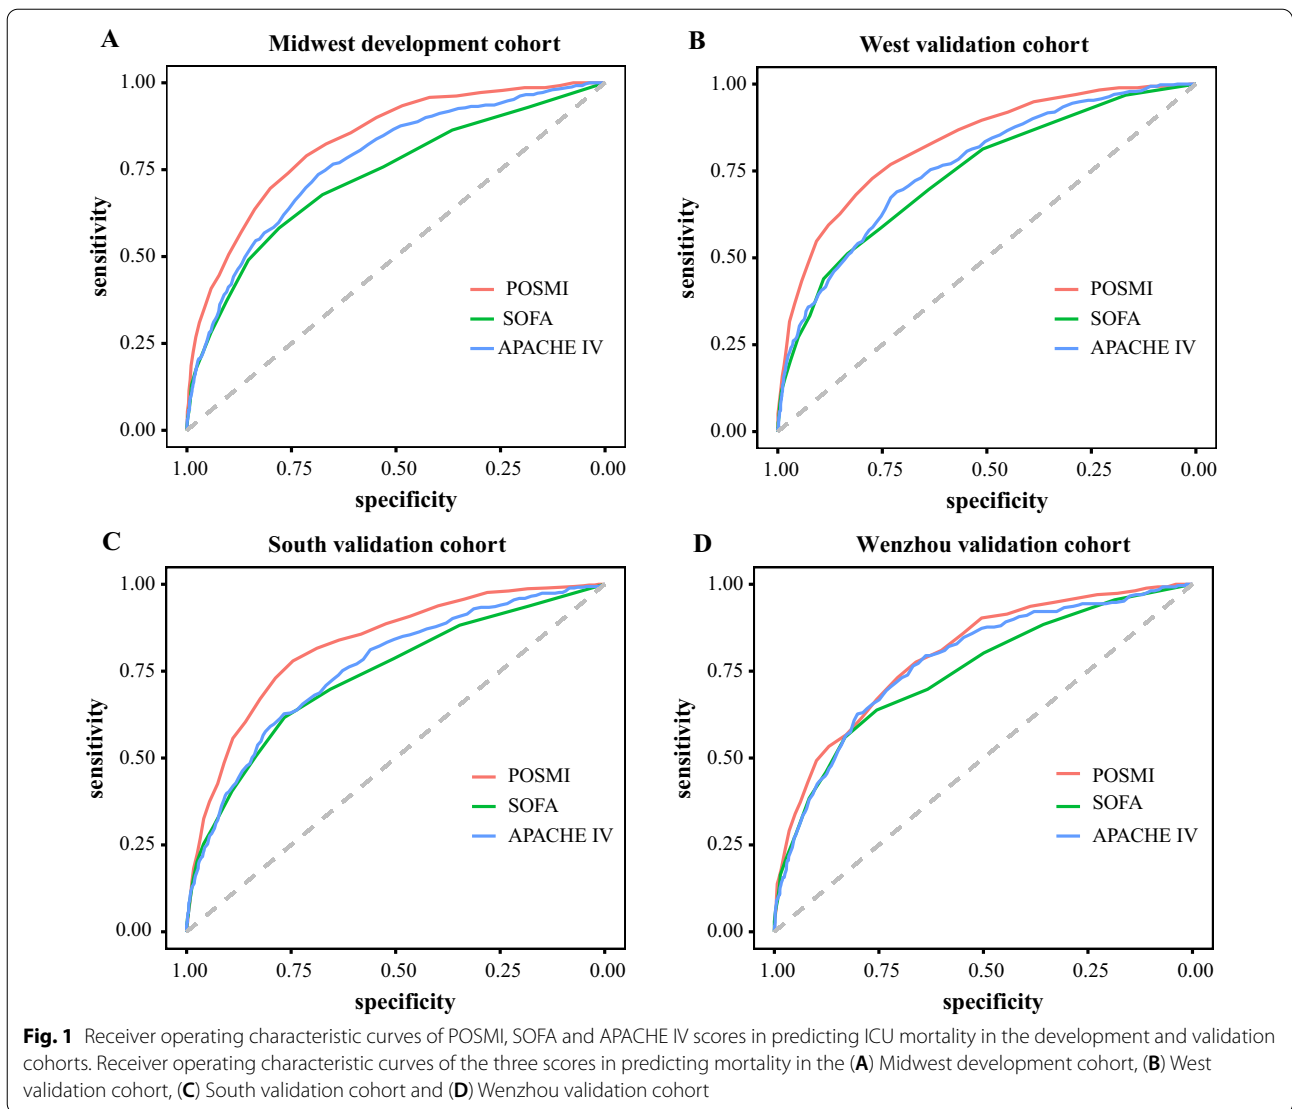 A
Midwest development cohort
1.00
0.75
0.50
0.25
0.00
sensitivity
POSMI
SOFA
APACHE IV
1.00 0.75 0.50 0.25 0.00
specificity
B
West validation cohort
1.00
0.75
0.50
0.25
0.00
sensitivity
POSMI
SOFA
APACHE IV
1.00 0.75 0.50 0.25 0.00
specificity
C
South validation cohort
1.00
0.75
0.50
0.25
0.00
sensitivity
POSMI
SOFA
APACHE IV
1.00 0.75 0.50 0.25 0.00
specificity
D
Wenzhou validation cohort
1.00
0.75
0.50
0.25
0.00
sensitivity
POSMI
SOFA
APACHE IV
1.00 0.75 0.50 0.25 0.00
specificity
Fig. 1 Receiver operating characteristic curves of POSMI, SOFA and APACHE IV scores in predicting ICU mortality in the development and validation
cohorts. Receiver operating characteristic curves of the three scores in predicting mortality in the (A) Midwest development cohort, (B) West
validation cohort, (C) South validation cohort and (D) Wenzhou validation cohort